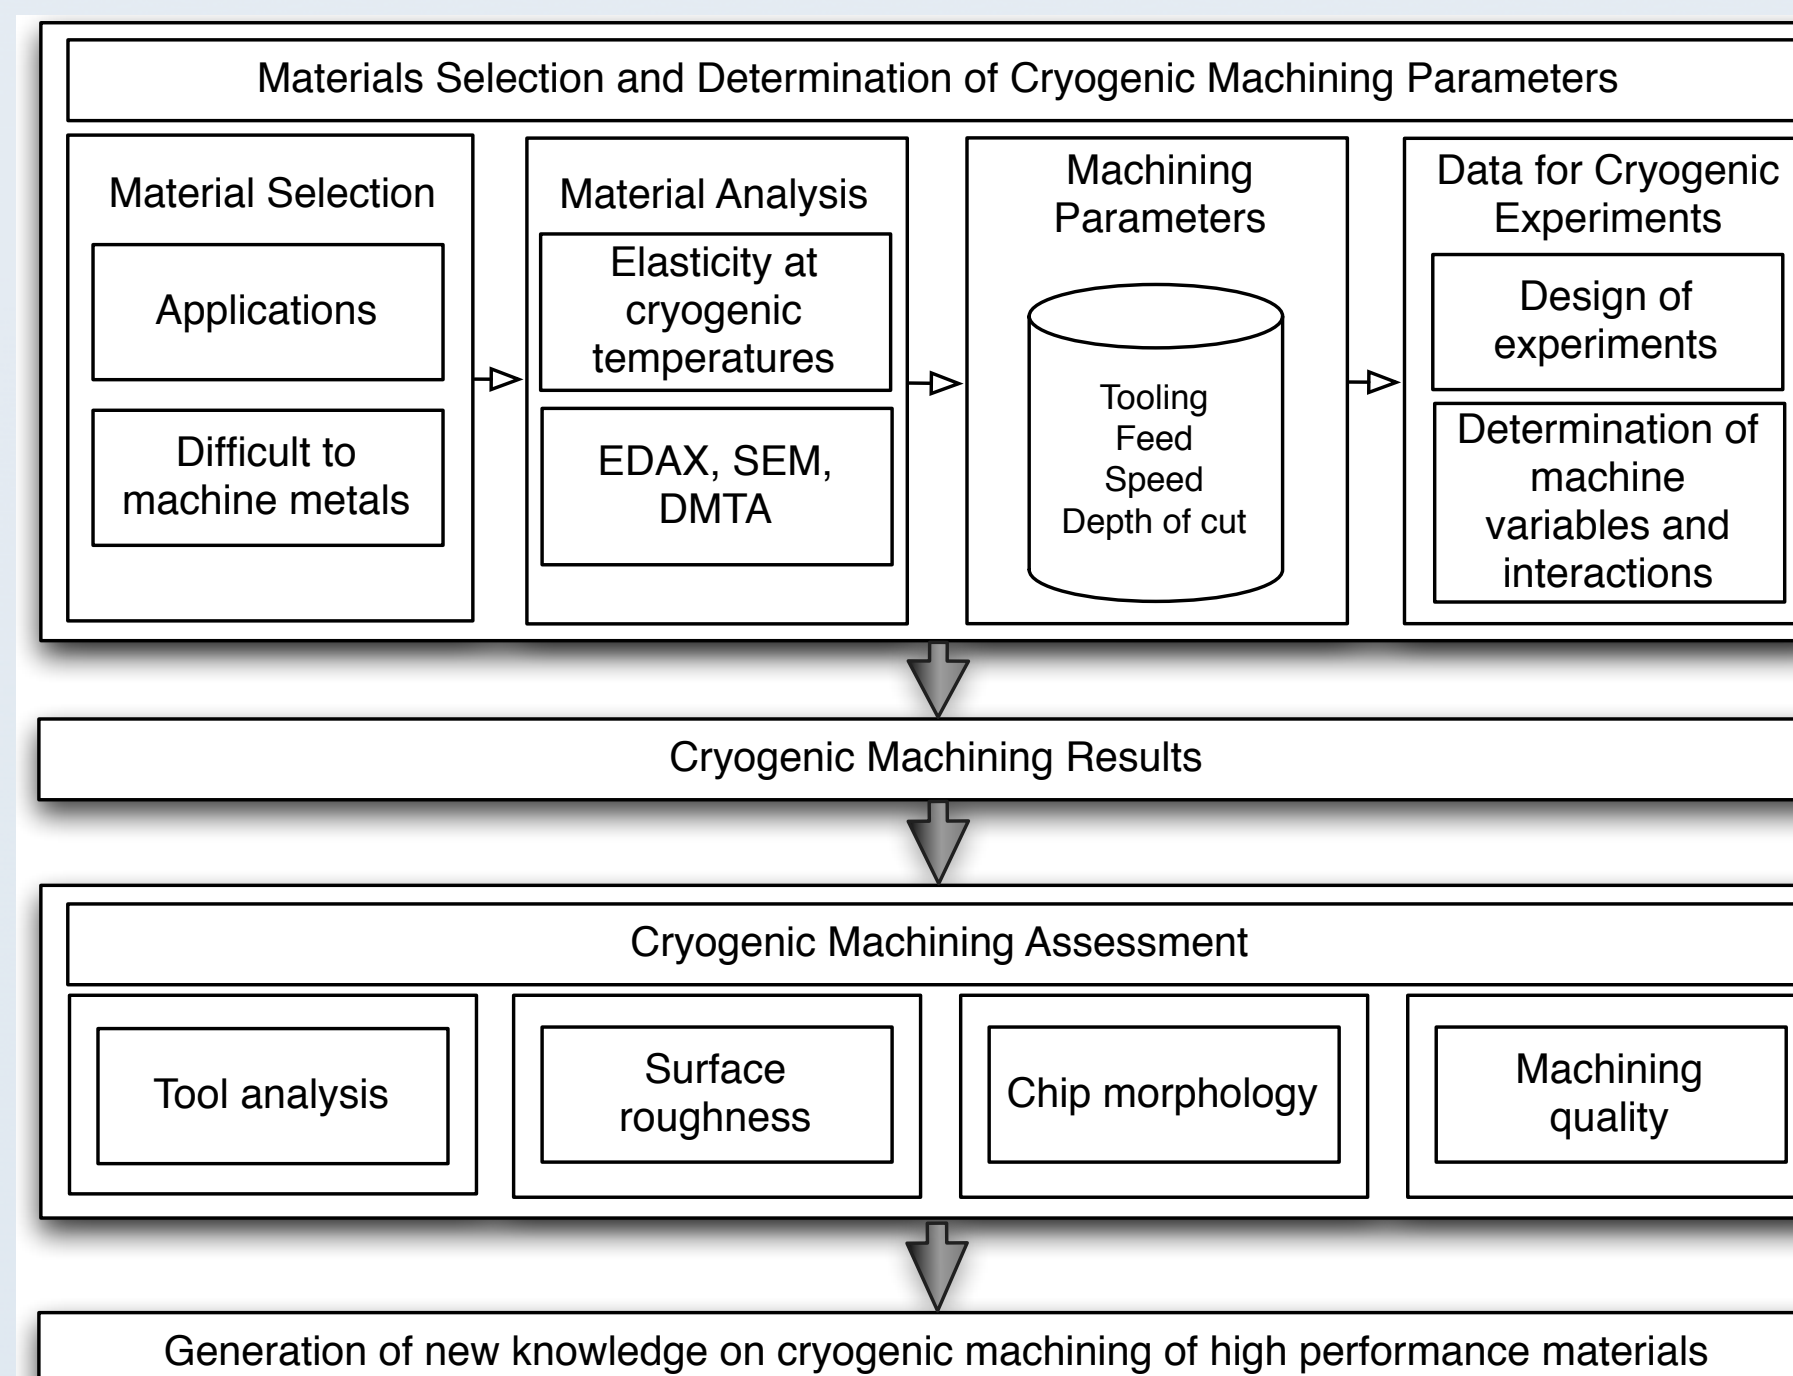 Materials Selection and Determination of Cryogenic Machining Parameters
Material Selection
Applications
Difficult to
machine metals
Material Analysis
Elasticity at
cryogenic
temperatures
EDAX, SEM,
DMTA
Machining
Parameters
Tooling
Feed
Speed
Depth of cut
Data for Cryogenic
Experiments
Design of
experiments
Determination of
machine
variables and
interactions
Cryogenic Machining Results
Cryogenic Machining Assessment
Tool analysis
Surface
roughness
Chip morphology
Machining
quality
Generation of new knowledge on cryogenic machining of high performance materials